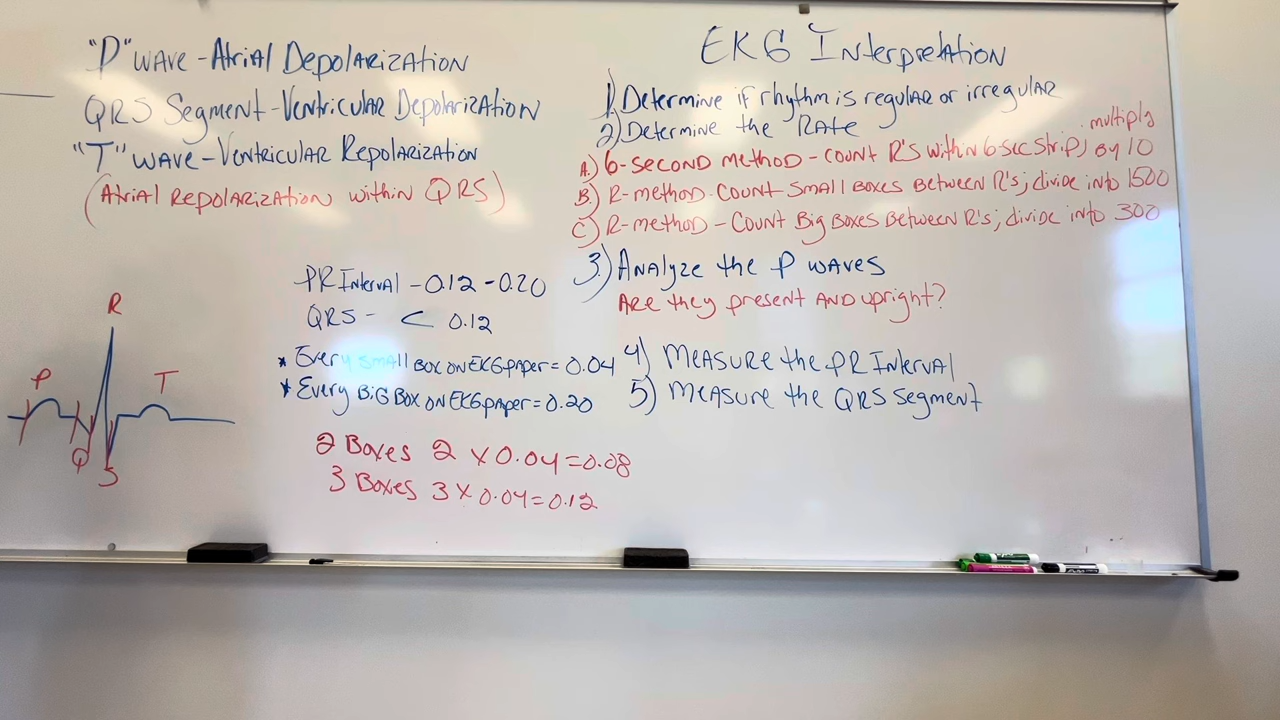 "P" wave - Atrial Depolarization
QRS Segment - Ventricular Depolarization
"T" wave - Ventricular Repolarization
(Atrial Repolarization within QRS)
PR Interval - 0.12 - 0.20
QRS - < 0.12
* Every small box on EKG paper = 0.04
* Every Big Box on EKG paper = 0.20
2 Boxes 2 x 0.04 = 0.08
3 Boxes 3 x 0.04 = 0.12
R
P
T
Q
S
EKG Interpretation
1) Determine if rhythm is regular or irregular
2) Determine the Rate
A.) 6-second method - count R's within 6 sec strip, multiply by 10
B.) R-method - Count small boxes between R's; divide into 1500
C.) R-method - Count Big Boxes Between R's; divide into 300
3.) Analyze the P waves
Are they present and upright?
4) Measure the PR Interval
5) Measure the QRS segment